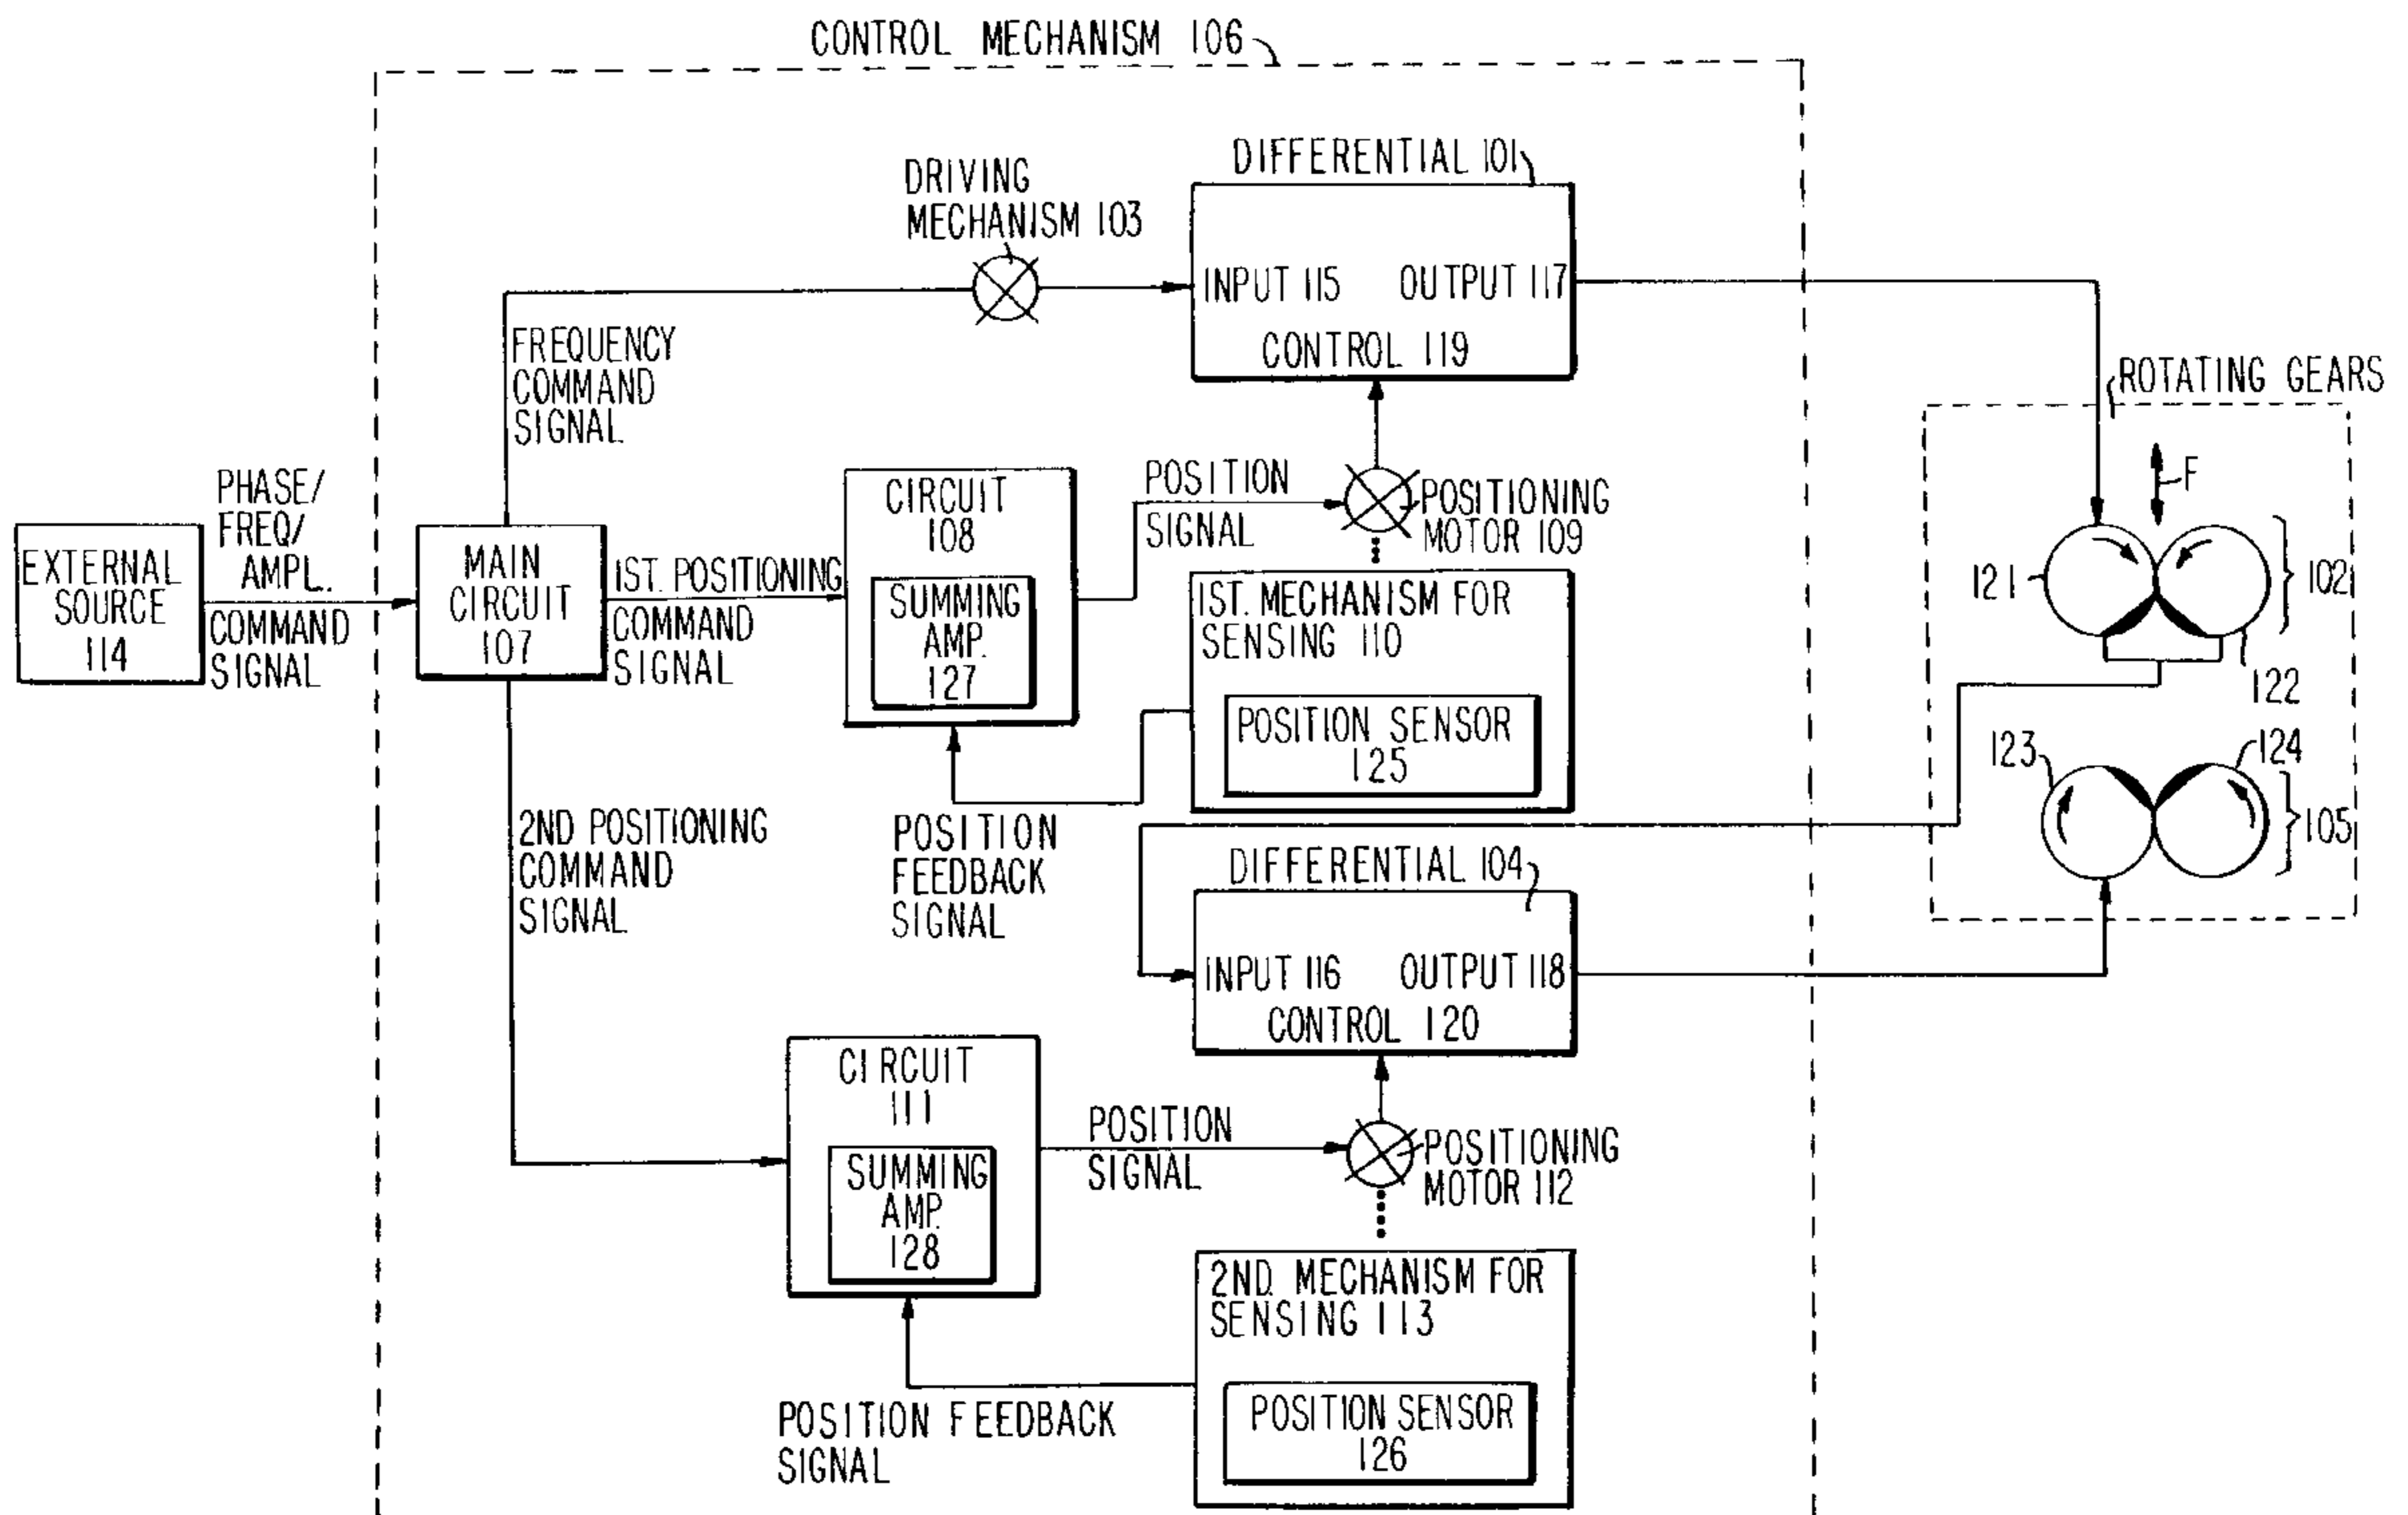 CONTROL MECHANISM 106
DRIVING
MECHANISM 103
DIFFERENTIAL 101
INPUT 115
OUTPUT 117
CONTROL 119
FREQUENCY
COMMAND
SIGNAL
ROTATING GEARS
F
PHASE/
FREQ/
AMPL.
COMMAND
SIGNAL
EXTERNAL
SOURCE
114
MAIN
CIRCUIT
107
1ST. POSITIONING
COMMAND
SIGNAL
CIRCUIT
108
SUMMING
AMP.
127
POSITION
SIGNAL
POSITIONING
MOTOR 109
1ST. MECHANISM FOR
SENSING 110
POSITION SENSOR
125
121
102
122
123
124
105
2ND POSITIONING
COMMAND
SIGNAL
POSITION
FEEDBACK
SIGNAL
DIFFERENTIAL 104
INPUT 116
OUTPUT 118
CONTROL 120
CIRCUIT
111
SUMMING
AMP.
128
POSITION
SIGNAL
POSITIONING
MOTOR 112
2ND. MECHANISM FOR
SENSING 113
POSITION SENSOR
126
POSITION FEEDBACK
SIGNAL